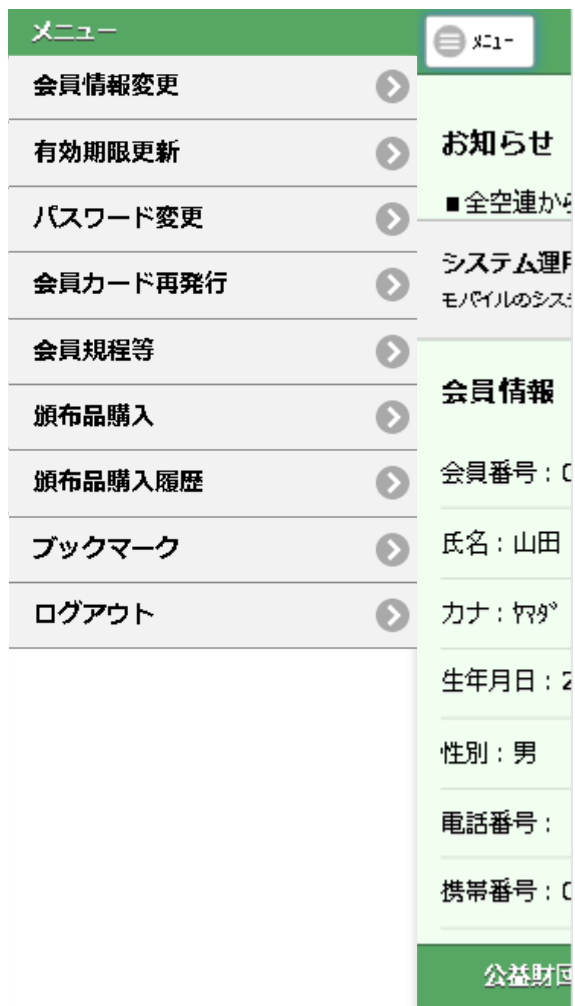 メニュー
会員情報変更
有効期限更新
パスワード変更
会員カード再発行
会員規程等
頒布品購入
頒布品購入履歴
ブックマーク
ログアウト
メニュー
お知らせ
■全空連か
システム運
モバイルのシス
会員情報
会員番号：0
氏名：山田
カナ：ﾔﾏﾀﾞ
生年月日：2
性別：男
電話番号：
携帯番号：0
公益財団